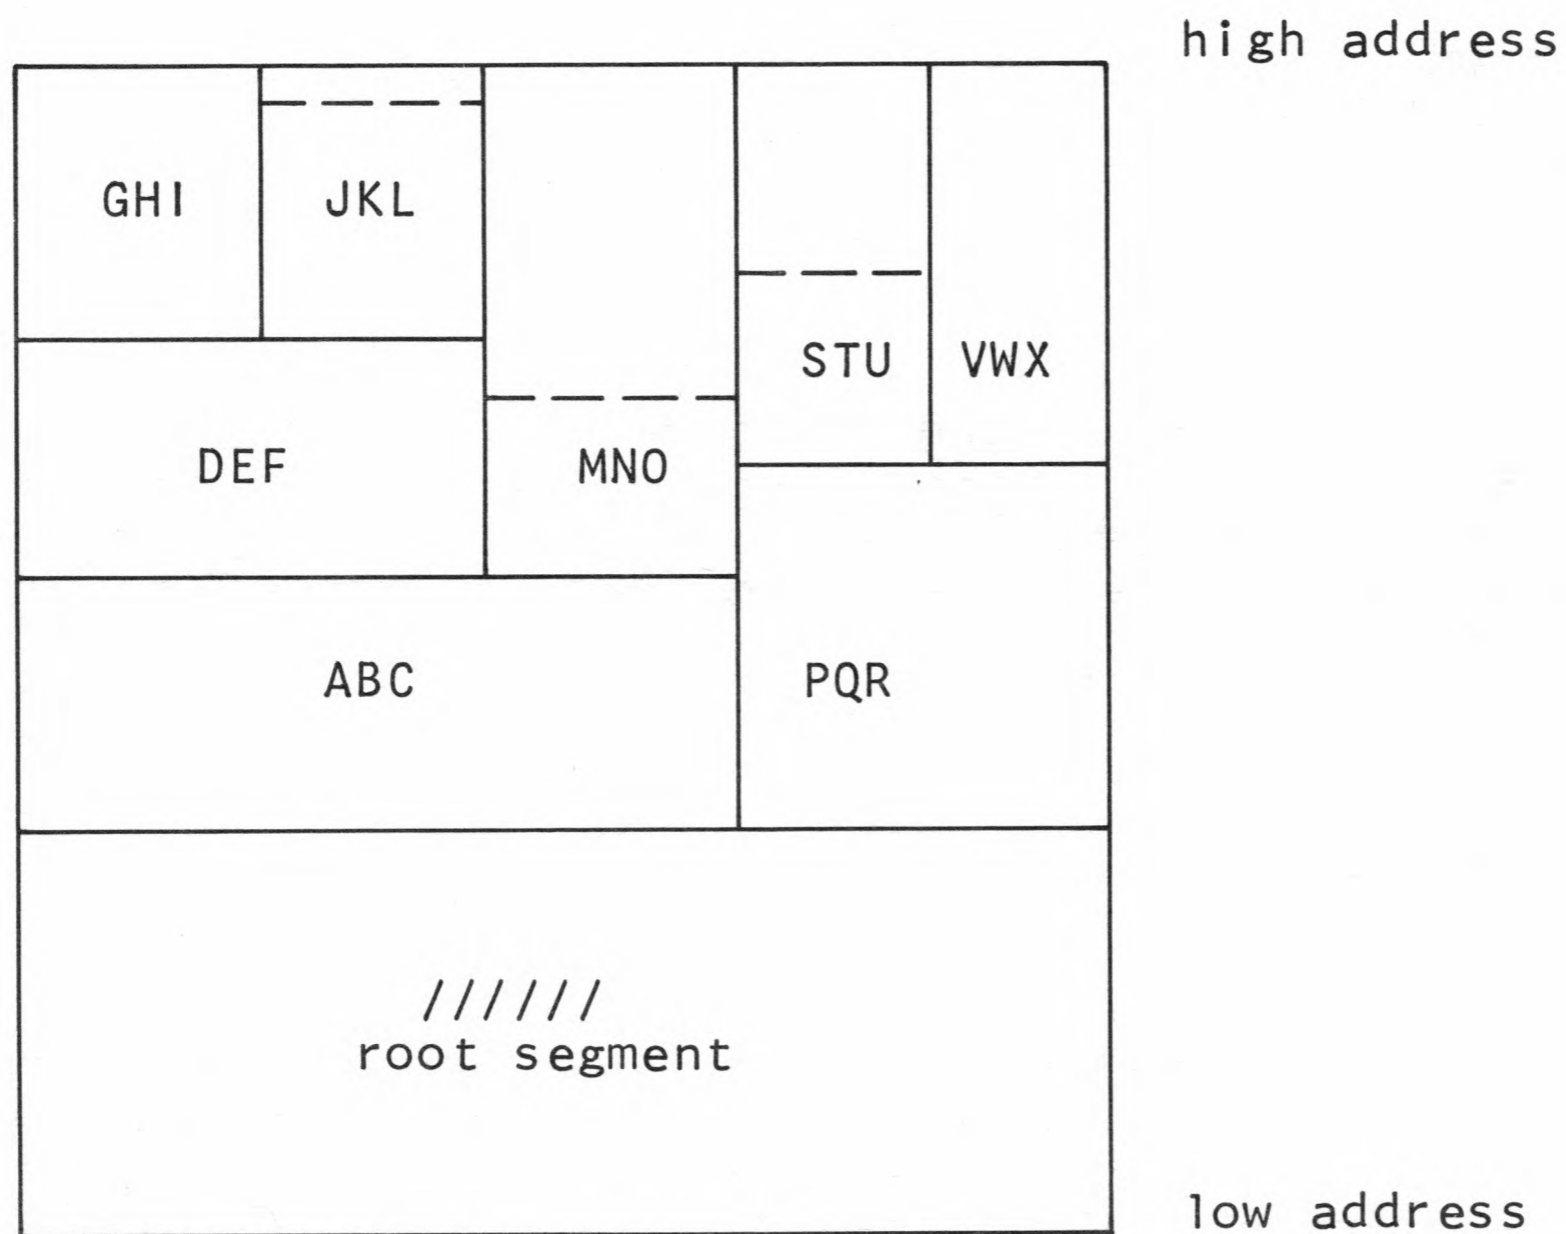 high address
GHI
JKL
STU
VWX
DEF
MNO
ABC
PQR
//////
root segment
low address